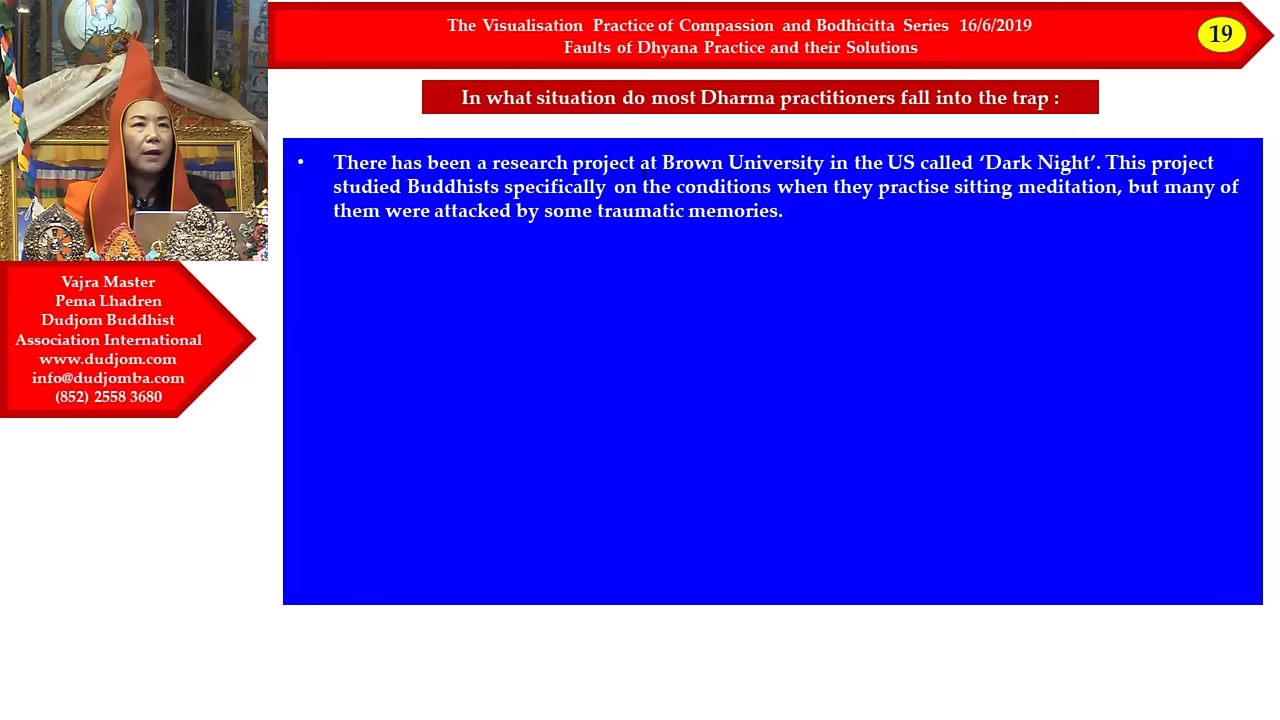 The Visualisation Practice of Compassion and Bodhicitta Series 16/6/2019
Faults of Dhyana Practice and their Solutions
19
In what situation do most Dharma practitioners fall into the trap :
• There has been a research project at Brown University in the US called ‘Dark Night’. This project
studied Buddhists specifically on the conditions when they practise sitting meditation, but many of
them were attacked by some traumatic memories.
Vajra Master
Pema Lhadren
Dudjom Buddhist
Association International
www.dudjom.com
info@dudjomba.com
(852) 2558 3680